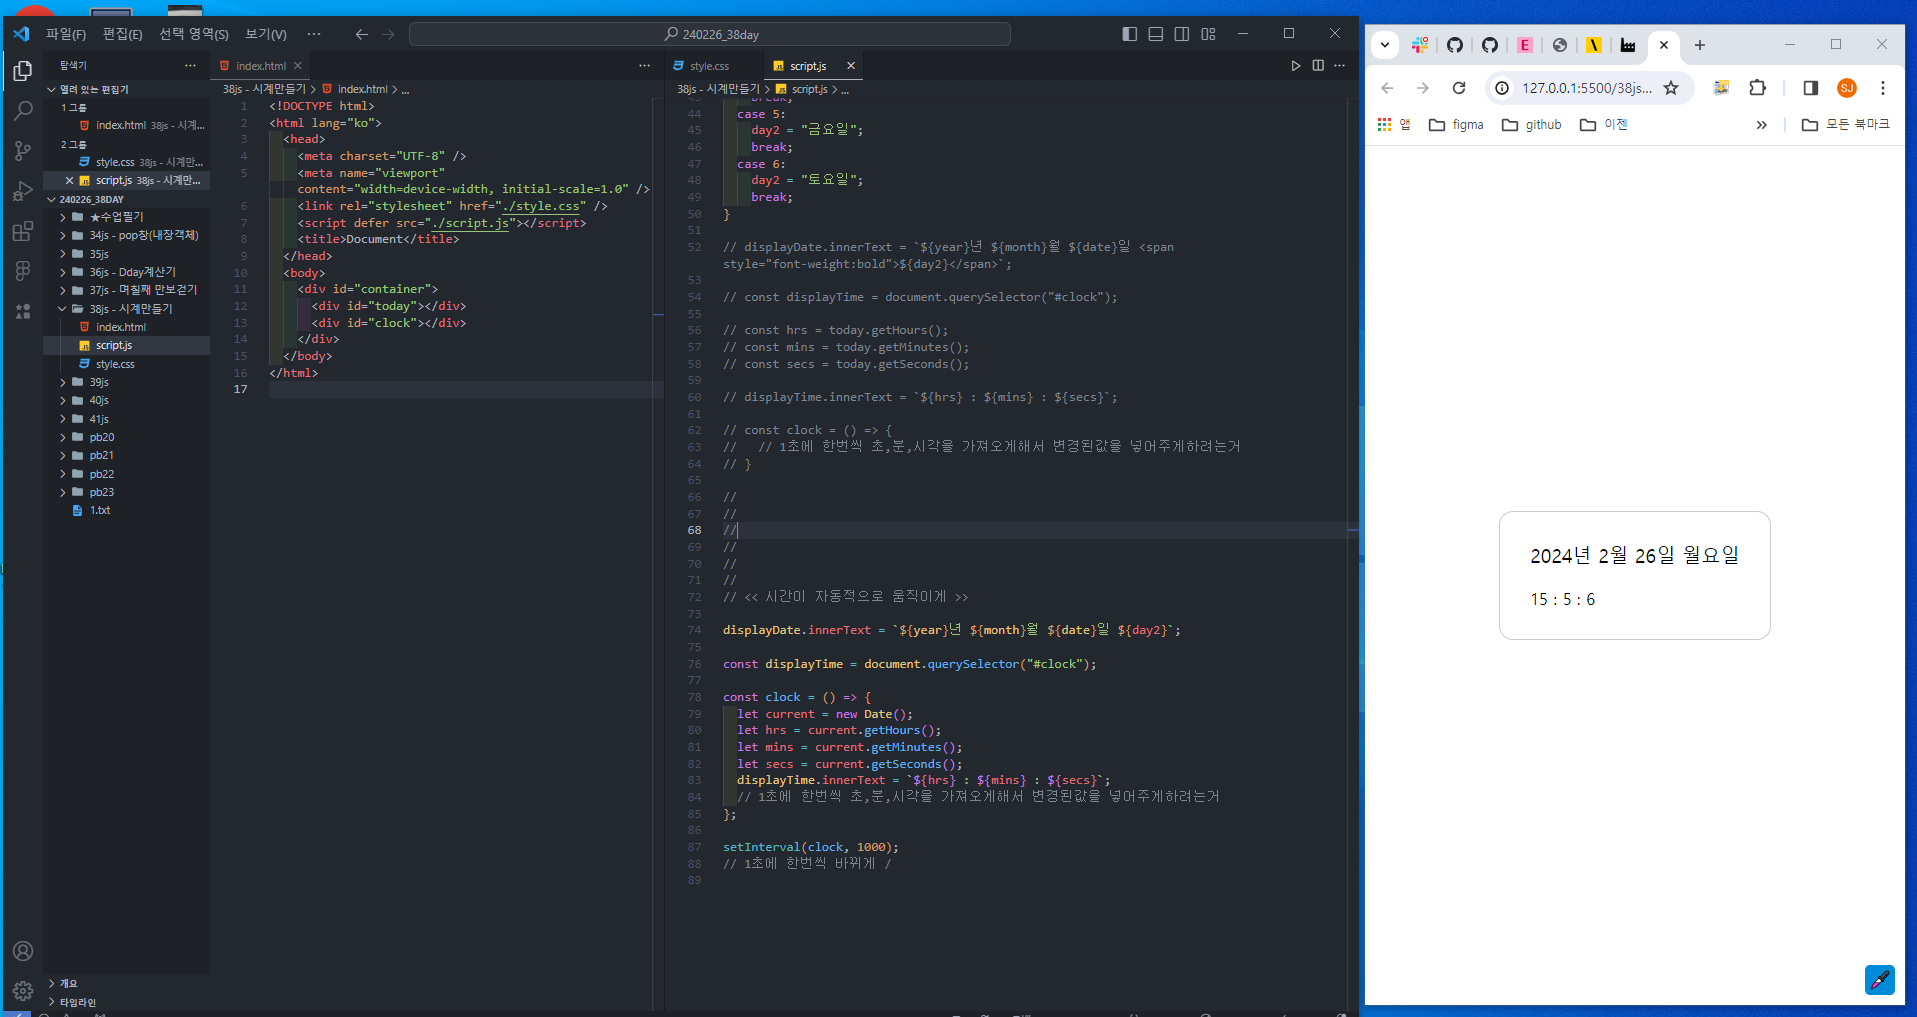 파일(F) 편집(E) 선택 영역(S) 보기(V) ··· 240226_38day
탐색기 ···
열려 있는 편집기
1 그룹
index.html 38js - 시계...
2 그룹
style.css 38js - 시계만...
script.js 38js - 시계만...
240226_38DAY
★수업필기
34js - pop창(내장객체)
35js
36js - Dday계산기
37js - 며칠째 만보걷기
38js - 시계만들기
index.html
script.js
style.css
39js
40js
41js
pb20
pb21
pb22
pb23
1.txt
개요
타임라인
index.html
38js - 시계만들기 > index.html > ...
1 <!DOCTYPE html>
2 <html lang="ko">
3 <head>
4 <meta charset="UTF-8" />
5 <meta name="viewport"
content="width=device-width, initial-scale=1.0" />
6 <link rel="stylesheet" href="./style.css" />
7 <script defer src="./script.js"></script>
8 <title>Document</title>
9 </head>
10 <body>
11 <div id="container">
12 <div id="today"></div>
13 <div id="clock"></div>
14 </div>
15 </body>
16 </html>
17
style.css script.js
38js - 시계만들기 > script.js > ...
43 break;
44 case 5:
45 day2 = "금요일";
46 break;
47 case 6:
48 day2 = "토요일";
49 break;
50 }
51
52 // displayDate.innerText = `${year}년 ${month}월 ${date}일 <span
style="font-weight:bold">${day2}</span>`;
53
54 // const displayTime = document.querySelector("#clock");
55
56 // const hrs = today.getHours();
57 // const mins = today.getMinutes();
58 // const secs = today.getSeconds();
59
60 // displayTime.innerText = `${hrs} : ${mins} : ${secs}`;
61
62 // const clock = () => {
63 // // 1초에 한번씩 초,분,시각을 가져오게해서 변경된값을 넣어주게하려는거
64 // }
65
66 //
67 //
68 //
69 //
70 //
71 //
72 // << 시간이 자동적으로 움직이게 >>
73
74 displayDate.innerText = `${year}년 ${month}월 ${date}일 ${day2}`;
75
76 const displayTime = document.querySelector("#clock");
77
78 const clock = () => {
79 let current = new Date();
80 let hrs = current.getHours();
81 let mins = current.getMinutes();
82 let secs = current.getSeconds();
83 displayTime.innerText = `${hrs} : ${mins} : ${secs}`;
84 // 1초에 한번씩 초,분,시각을 가져오게해서 변경된값을 넣어주게하려는거
85 };
86
87 setInterval(clock, 1000);
88 // 1초에 한번씩 바뀌게 /
89
127.0.0.1:5500/38js... SJ
앱 figma github 이젠 » 모든 북마크
2024년 2월 26일 월요일
15 : 5 : 6